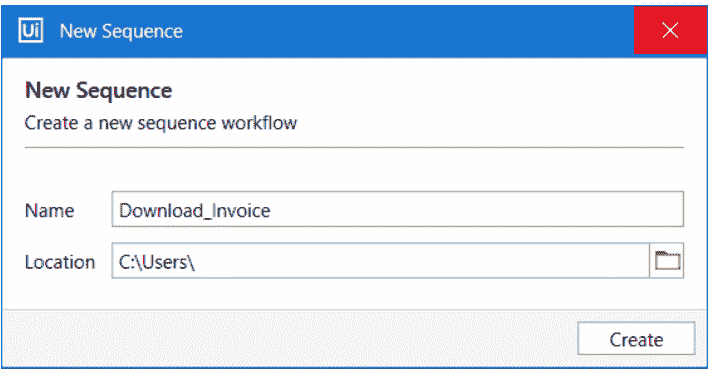 Ui New Sequence
New Sequence
Create a new sequence workflow
Name Download_Invoice
Location C:\Users\
Create